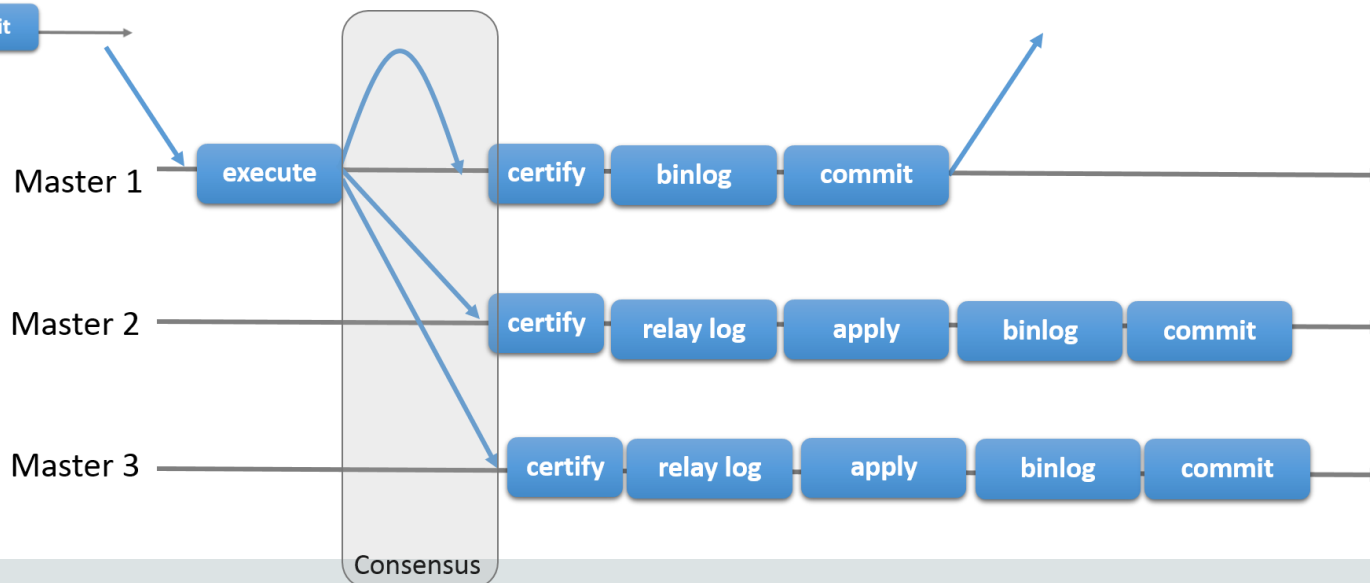 it
Master 1
execute
certify
binlog
commit
Master 2
certify
relay log
apply
binlog
commit
Master 3
certify
relay log
apply
binlog
commit
Consensus